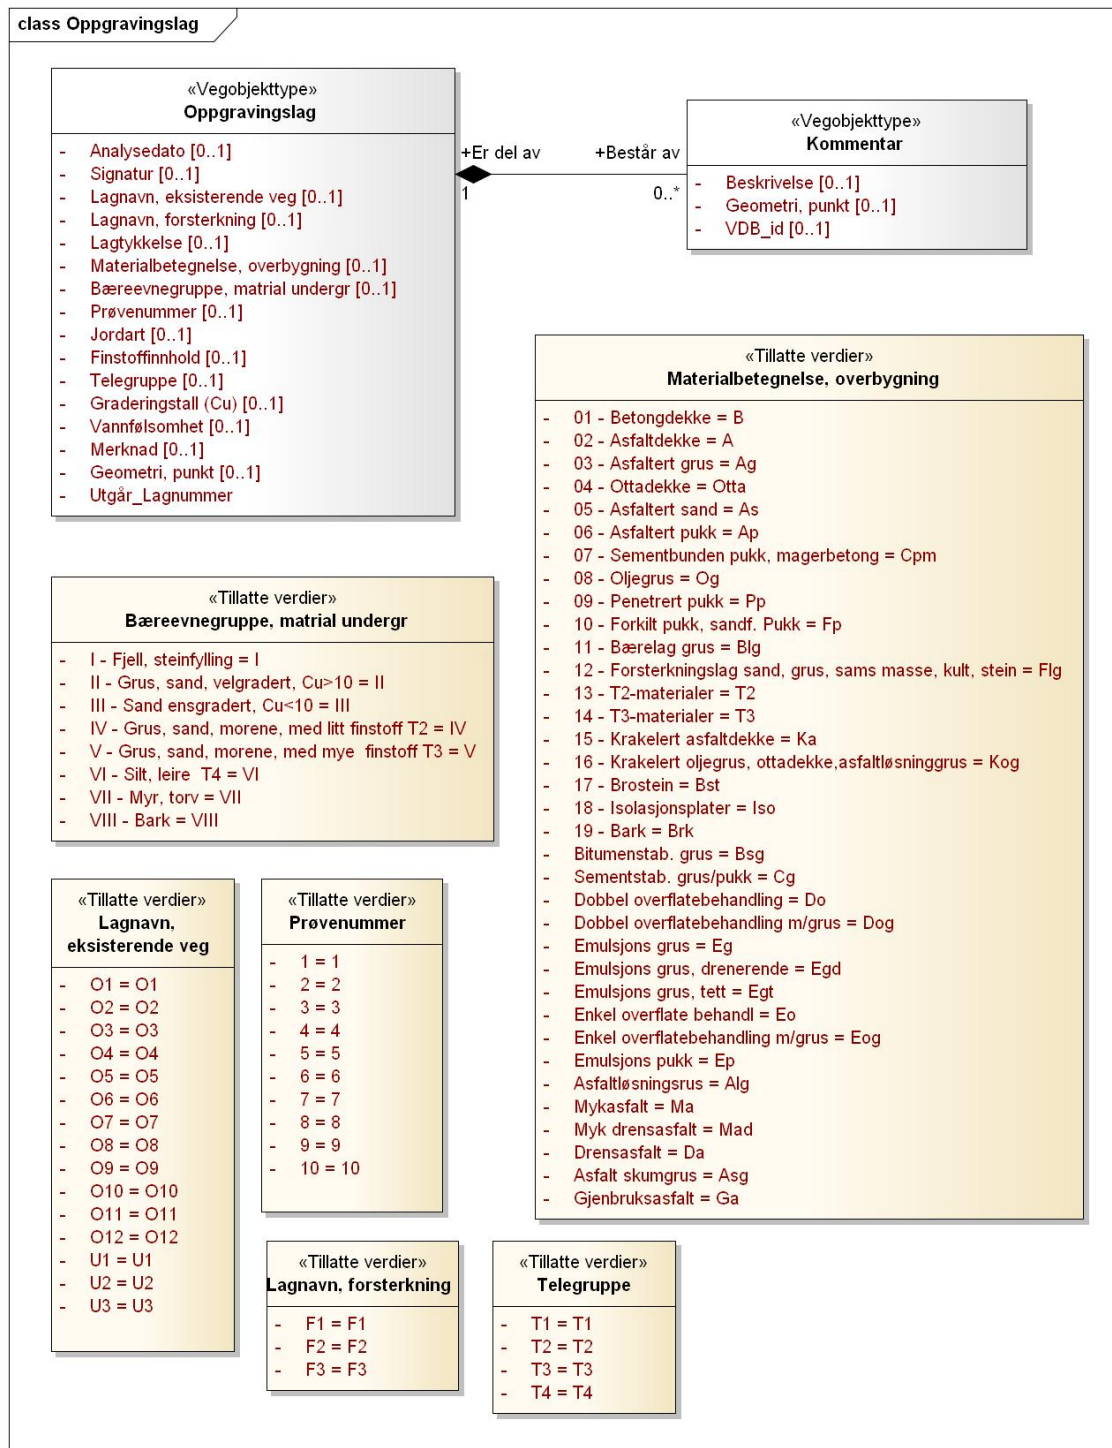 class Oppgravingslag
«Vegobjekttype»
Oppgravingslag
- Analysedato [0..1]
- Signatur [0..1]
- Lagnavn, eksisterende veg [0..1]
- Lagnavn, forsterkning [0..1]
- Lagtykkelse [0..1]
- Materialbetegnelse, overbygning [0..1]
- Bæreevnegruppe, matrial undergr [0..1]
- Prøvenummer [0..1]
- Jordart [0..1]
- Finstoffinnhold [0..1]
- Telegruppe [0..1]
- Graderingstall (Cu) [0..1]
- Vannfølsomhet [0..1]
- Merknad [0..1]
- Geometri, punkt [0..1]
- Utgår_Lagnummer
+Er del av
1
+Består av
0..*
«Vegobjekttype»
Kommentar
- Beskrivelse [0..1]
- Geometri, punkt [0..1]
- VDB_id [0..1]
«Tillatte verdier»
Materialbetegnelse, overbygning
- 01 - Betongdekke = B
- 02 - Asfaltdekke = A
- 03 - Asfaltert grus = Ag
- 04 - Ottadekke = Otta
- 05 - Asfaltert sand = As
- 06 - Asfaltert pukk = Ap
- 07 - Sementbunden pukk, magerbetong = Cpm
- 08 - Oljegrus = Og
- 09 - Penetrert pukk = Pp
- 10 - Forkilt pukk, sandf. Pukk = Fp
- 11 - Bærelag grus = Blg
- 12 - Forsterkningslag sand, grus, sams masse, kult, stein = Flg
- 13 - T2-materialer = T2
- 14 - T3-materialer = T3
- 15 - Krakelert asfaltdekke = Ka
- 16 - Krakelert oljegrus, ottadekke,asfaltløsninggrus = Kog
- 17 - Brostein = Bst
- 18 - Isolasjonsplater = Iso
- 19 - Bark = Brk
- Bitumenstab. grus = Bsg
- Sementstab. grus/pukk = Cg
- Dobbel overflatebehandling = Do
- Dobbel overflatebehandling m/grus = Dog
- Emulsjons grus = Eg
- Emulsjons grus, drenerende = Egd
- Emulsjons grus, tett = Egt
- Enkel overflate behandl = Eo
- Enkel overflatebehandling m/grus = Eog
- Emulsjons pukk = Ep
- Asfaltløsningsrus = Alg
- Mykasfalt = Ma
- Myk drensasfalt = Mad
- Drensasfalt = Da
- Asfalt skumgrus = Asg
- Gjenbruksasfalt = Ga
«Tillatte verdier»
Bæreevnegruppe, matrial undergr
- I - Fjell, steinfylling = I
- II - Grus, sand, velgradert, Cu>10 = II
- III - Sand ensgradert, Cu<10 = III
- IV - Grus, sand, morene, med litt finstoff T2 = IV
- V - Grus, sand, morene, med mye finstoff T3 = V
- VI - Silt, leire T4 = VI
- VII - Myr, torv = VII
- VIII - Bark = VIII
«Tillatte verdier»
Lagnavn,
eksisterende veg
- O1 = O1
- O2 = O2
- O3 = O3
- O4 = O4
- O5 = O5
- O6 = O6
- O7 = O7
- O8 = O8
- O9 = O9
- O10 = O10
- O11 = O11
- O12 = O12
- U1 = U1
- U2 = U2
- U3 = U3
«Tillatte verdier»
Prøvenummer
- 1 = 1
- 2 = 2
- 3 = 3
- 4 = 4
- 5 = 5
- 6 = 6
- 7 = 7
- 8 = 8
- 9 = 9
- 10 = 10
«Tillatte verdier»
Lagnavn, forsterkning
- F1 = F1
- F2 = F2
- F3 = F3
«Tillatte verdier»
Telegruppe
- T1 = T1
- T2 = T2
- T3 = T3
- T4 = T4